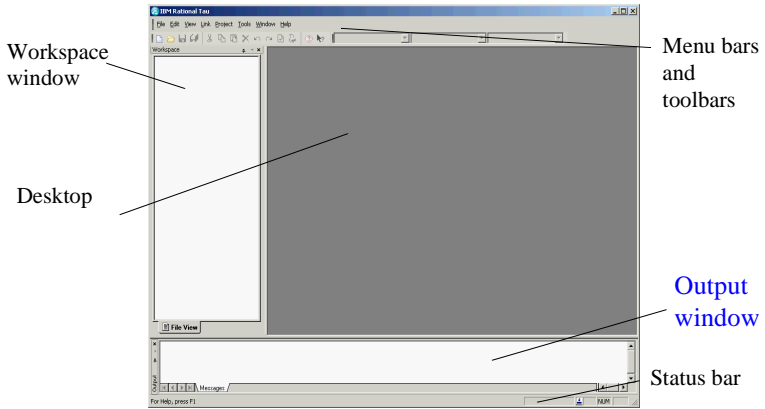 IBM Rational Tau
File Edit View Link Project Tools Window Help
Workspace
Workspace
window
Menu bars
and
toolbars
Desktop
File View
Output
window
Output
Messages
Status bar
For Help, press F1
NUM